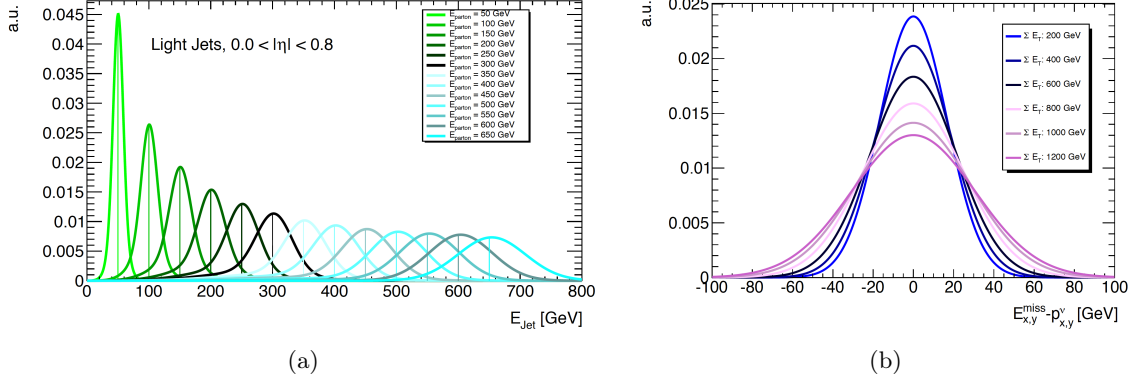 a.u.
0.045
0.04
0.035
0.03
0.025
0.02
0.015
0.01
0.005
0
0 100 200 300 400 500 600 700 800
E_Jet [GeV]
Light Jets, 0.0 < |η| < 0.8
E_parton = 50 GeV
E_parton = 100 GeV
E_parton = 150 GeV
E_parton = 200 GeV
E_parton = 250 GeV
E_parton = 300 GeV
E_parton = 350 GeV
E_parton = 400 GeV
E_parton = 450 GeV
E_parton = 500 GeV
E_parton = 550 GeV
E_parton = 600 GeV
E_parton = 650 GeV
(a)
a.u.
0.025
0.02
0.015
0.01
0.005
0
-100 -80 -60 -40 -20 0 20 40 60 80 100
E^miss_x,y-p^ν_x,y [GeV]
Σ E_T: 200 GeV
Σ E_T: 400 GeV
Σ E_T: 600 GeV
Σ E_T: 800 GeV
Σ E_T: 1000 GeV
Σ E_T: 1200 GeV
(b)